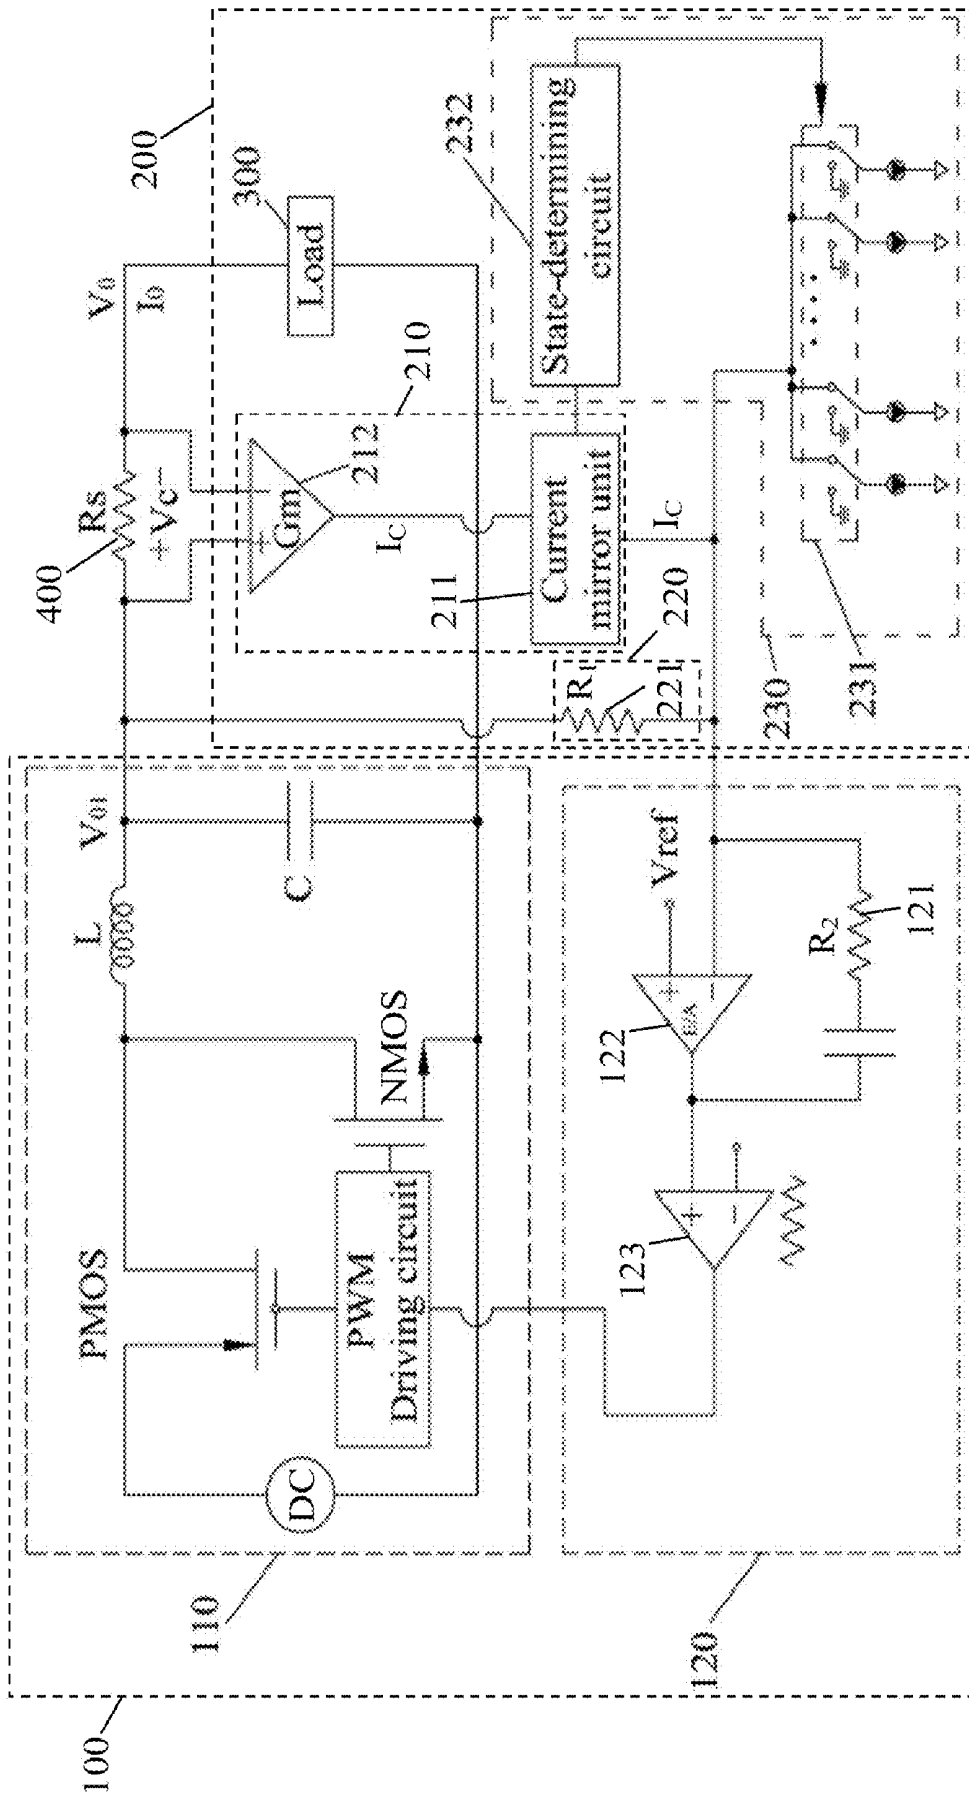 100
110
DC
PMOS
PWM
Driving circuit
NMOS
L
C
V₀₁
400
Rs
+Vc−
V₀
I₀
200
300
Load
210
+
−
Gm
212
I_C
211
Current
mirror unit
I_C
232
State-determining
circuit
R₁
221
220
230
231
120
123
+
−
122
+
−
EA
Vref
R₂
121